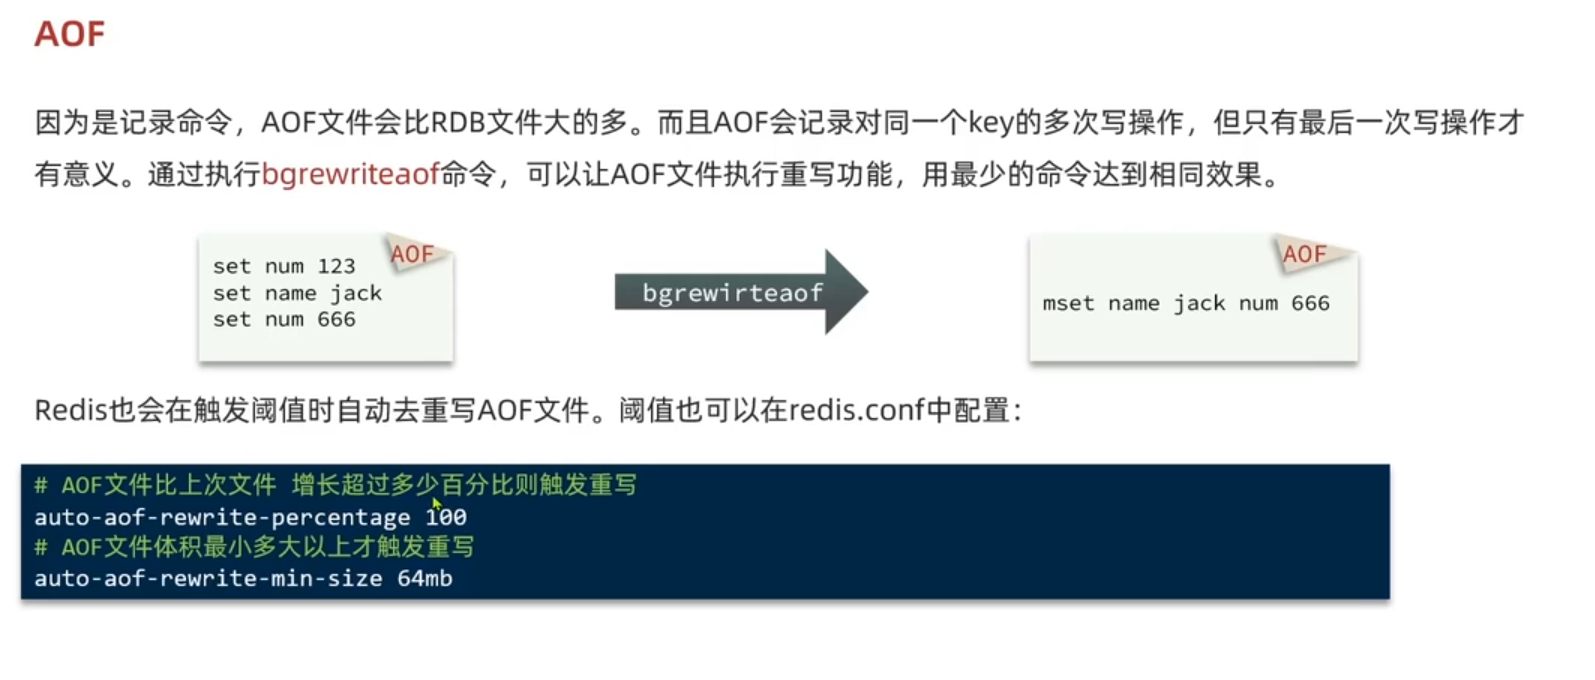 AOF
因为是记录命令，AOF文件会比RDB文件大的多。而且AOF会记录对同一个key的多次写操作，但只有最后一次写操作才
有意义。通过执行bgrewriteaof命令，可以让AOF文件执行重写功能，用最少的命令达到相同效果。
AOF
set num 123
set name jack
set num 666
bgrewirteaof
AOF
mset name jack num 666
Redis也会在触发阈值时自动去重写AOF文件。阈值也可以在redis.conf中配置：
# AOF文件比上次文件 增长超过多少百分比则触发重写
auto-aof-rewrite-percentage 100
# AOF文件体积最小多大以上才触发重写
auto-aof-rewrite-min-size 64mb